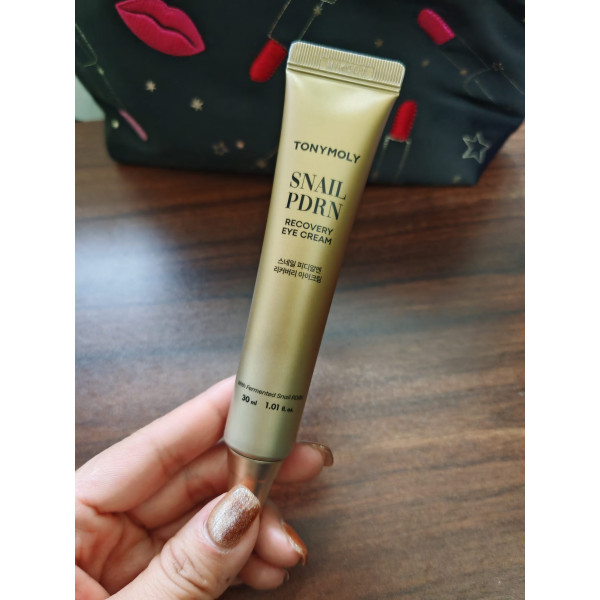 TONYMOLY
SNAIL
PDRN
RECOVERY
EYE CREAM
스네일 피디알엔
리커버리 아이크림
With Fermented Snail
30 ml 1.01 fl.oz